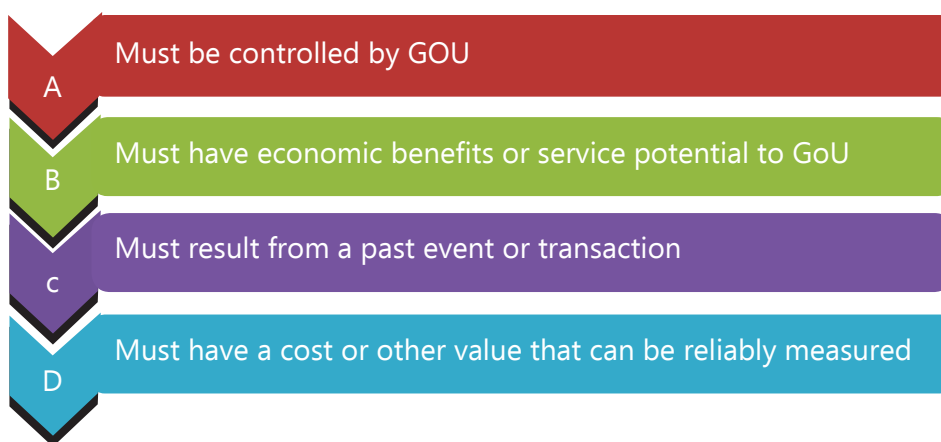 A
Must be controlled by GOU
B
Must have economic benefits or service potential to GoU
c
Must result from a past event or transaction
D
Must have a cost or other value that can be reliably measured